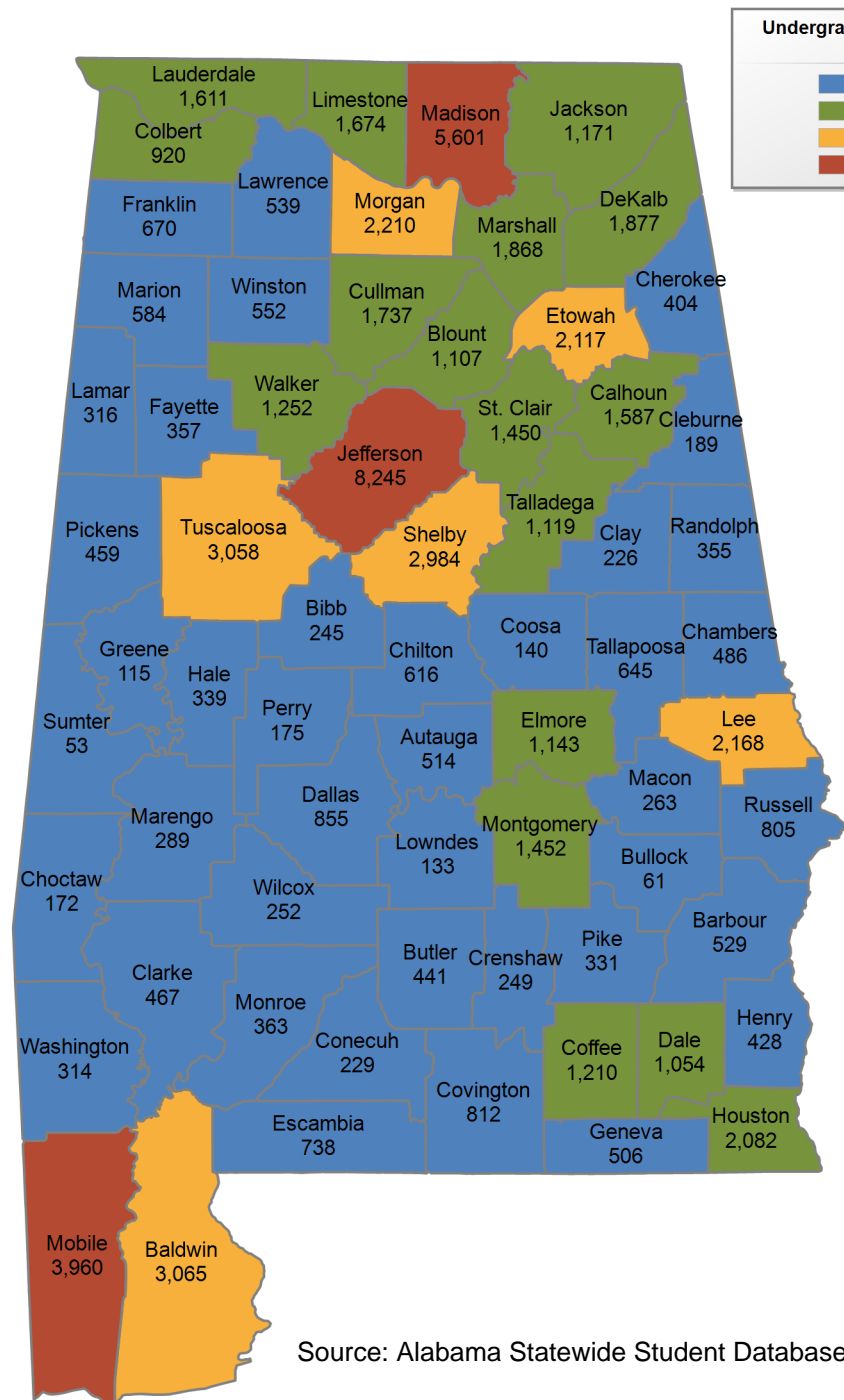 Undergra
Lauderdale
1,611
Limestone
1,674
Madison
5,601
Jackson
1,171
Colbert
920
Lawrence
539
Morgan
2,210
Franklin
670
Marshall
1,868
DeKalb
1,877
Cherokee
404
Marion
584
Winston
552
Cullman
1,737
Blount
1,107
Etowah
2,117
Lamar
316
Fayette
357
Walker
1,252
St. Clair
1,450
Calhoun
1,587
Cleburne
189
Jefferson
8,245
Pickens
459
Tuscaloosa
3,058
Shelby
2,984
Talladega
1,119
Clay
226
Randolph
355
Bibb
245
Greene
115
Hale
339
Chilton
616
Coosa
140
Tallapoosa
645
Chambers
486
Sumter
53
Perry
175
Autauga
514
Elmore
1,143
Lee
2,168
Marengo
289
Dallas
855
Lowndes
133
Montgomery
1,452
Macon
263
Russell
805
Bullock
61
Choctaw
172
Wilcox
252
Clarke
467
Butler
441
Crenshaw
249
Pike
331
Barbour
529
Monroe
363
Washington
314
Conecuh
229
Covington
812
Coffee
1,210
Dale
1,054
Henry
428
Escambia
738
Geneva
506
Houston
2,082
Mobile
3,960
Baldwin
3,065
Source: Alabama Statewide Student Database